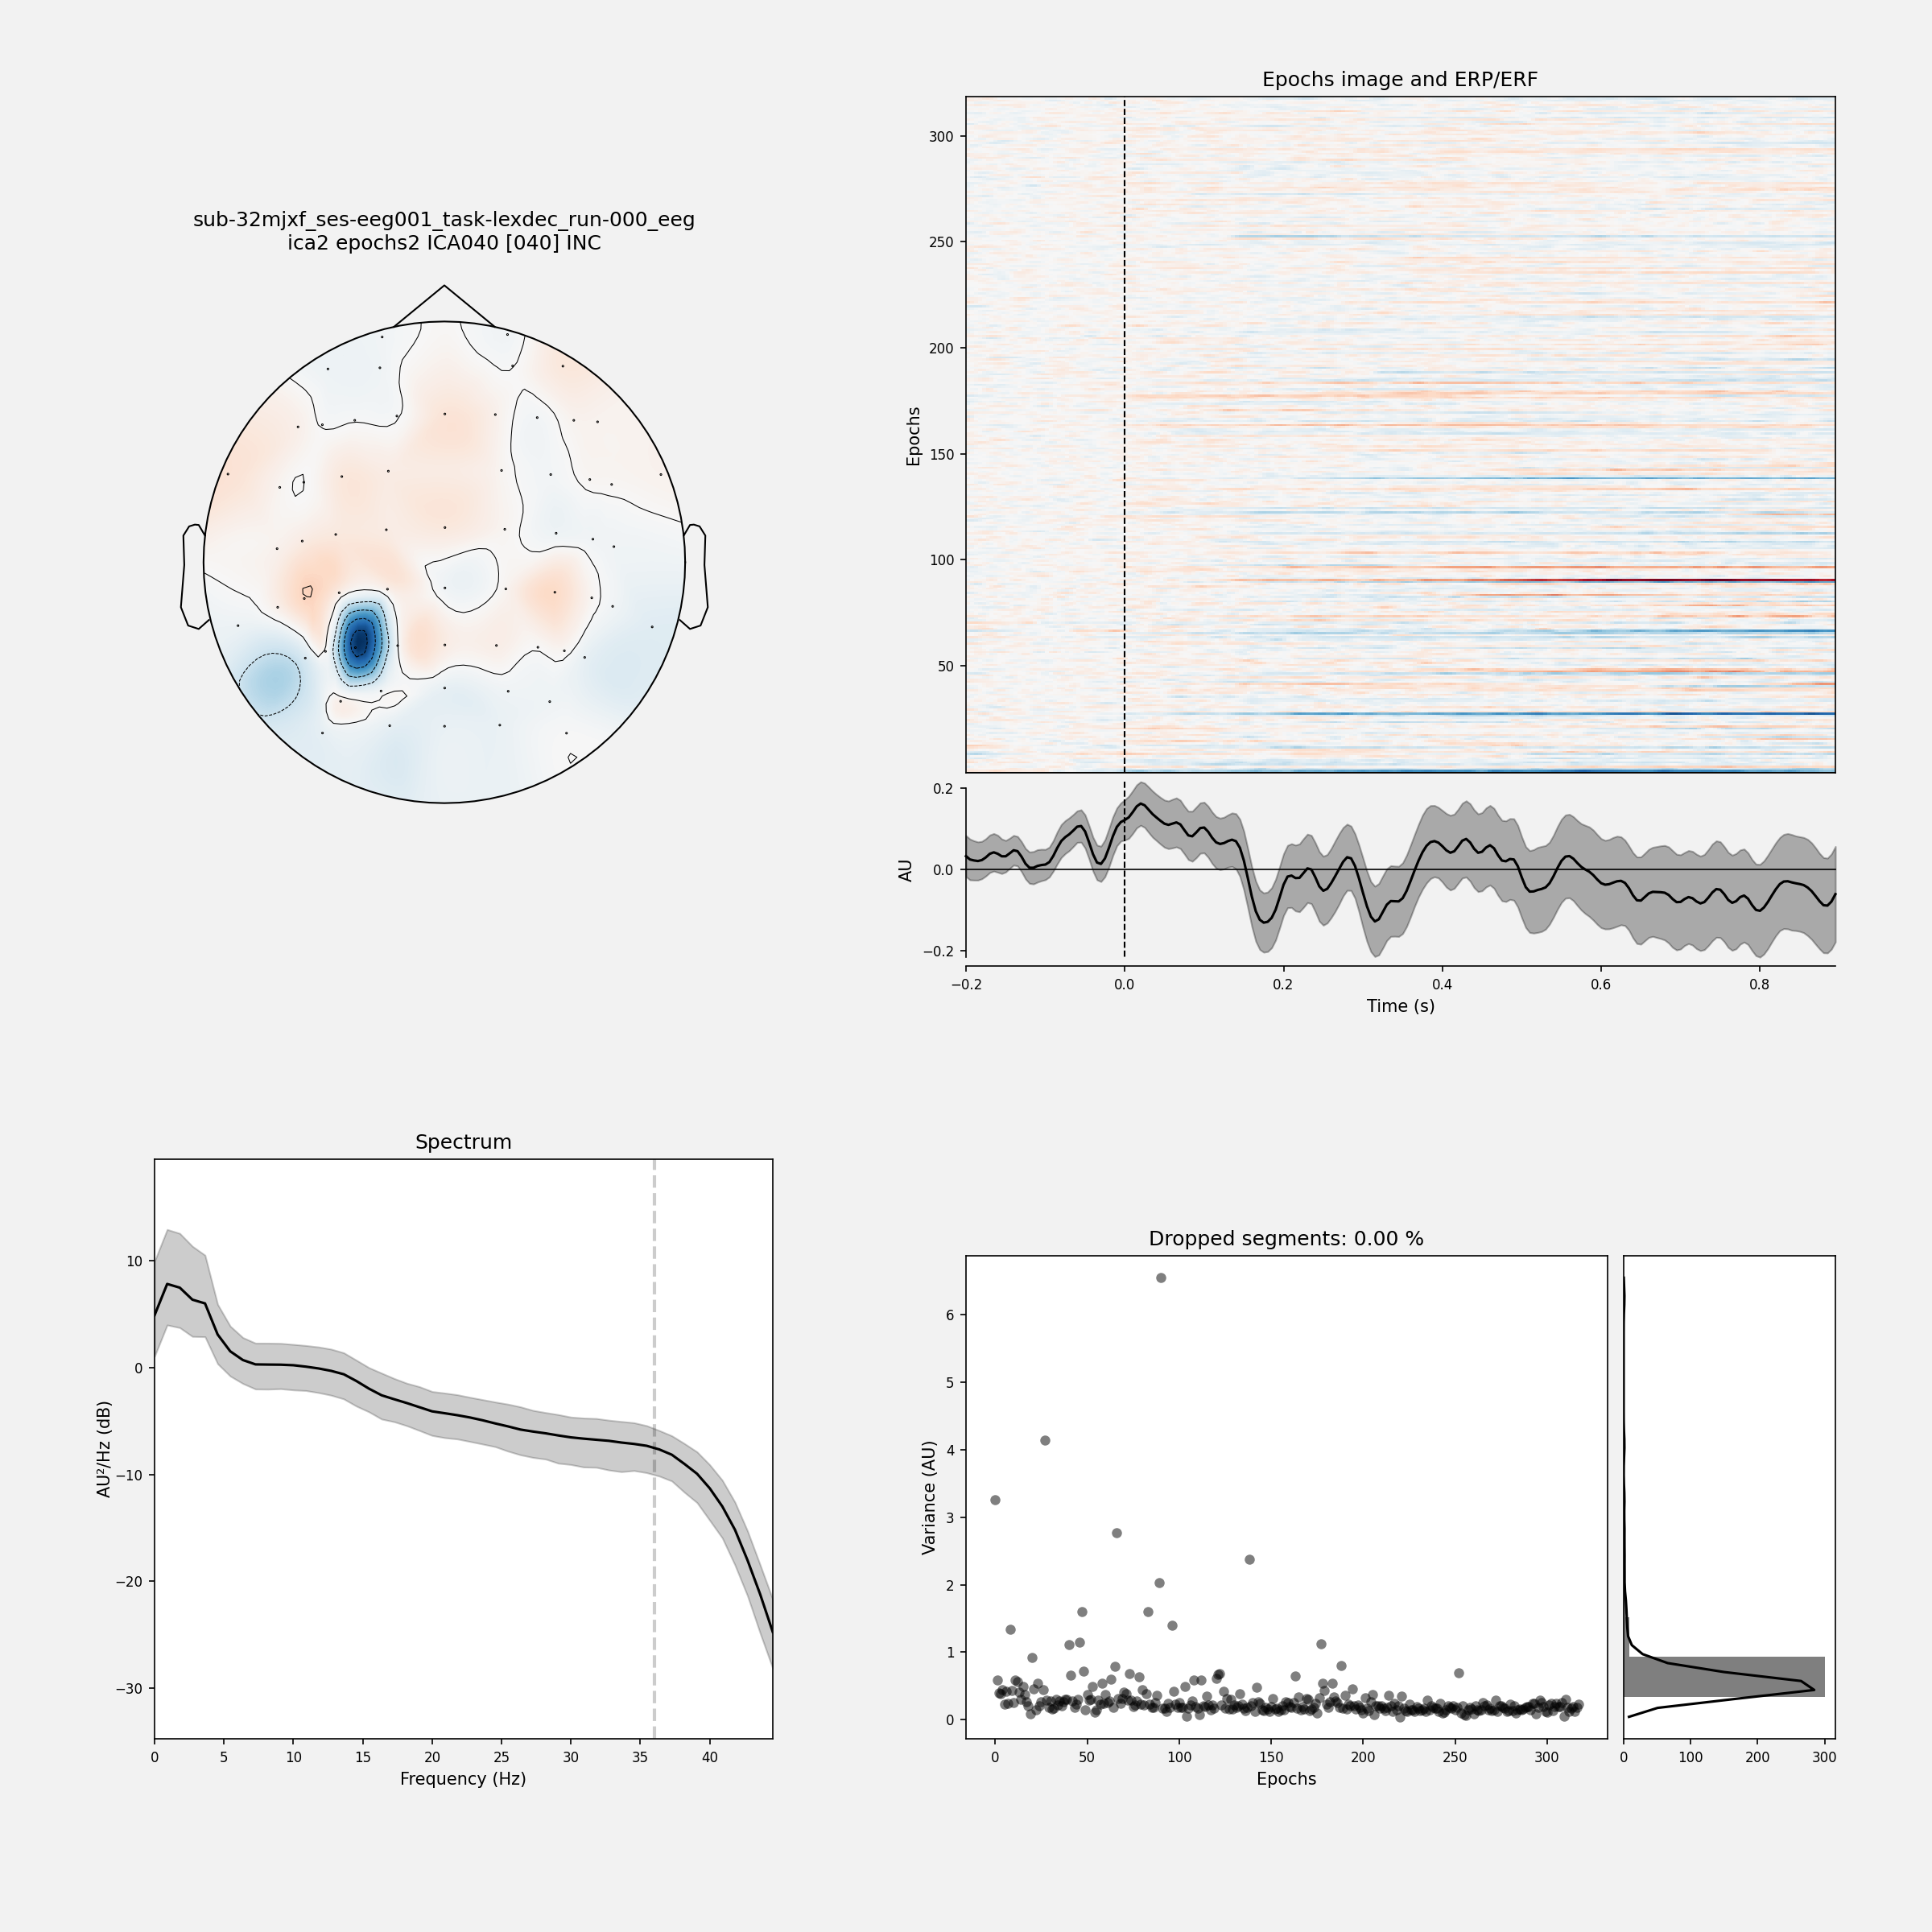 sub-32mjxf_ses-eeg001_task-lexdec_run-000_eeg
ica2 epochs2 ICA040 [040] INC
Epochs image and ERP/ERF
300
250
200
150
100
50
Epochs
0.2
0.0
−0.2
AU
−0.2 0.0 0.2 0.4 0.6 0.8
Time (s)
Spectrum
10
0
−10
−20
−30
AU²/Hz (dB)
0 5 10 15 20 25 30 35 40
Frequency (Hz)
Dropped segments: 0.00 %
6
5
4
3
2
1
0
Variance (AU)
0 50 100 150 200 250 300
Epochs
0 100 200 300